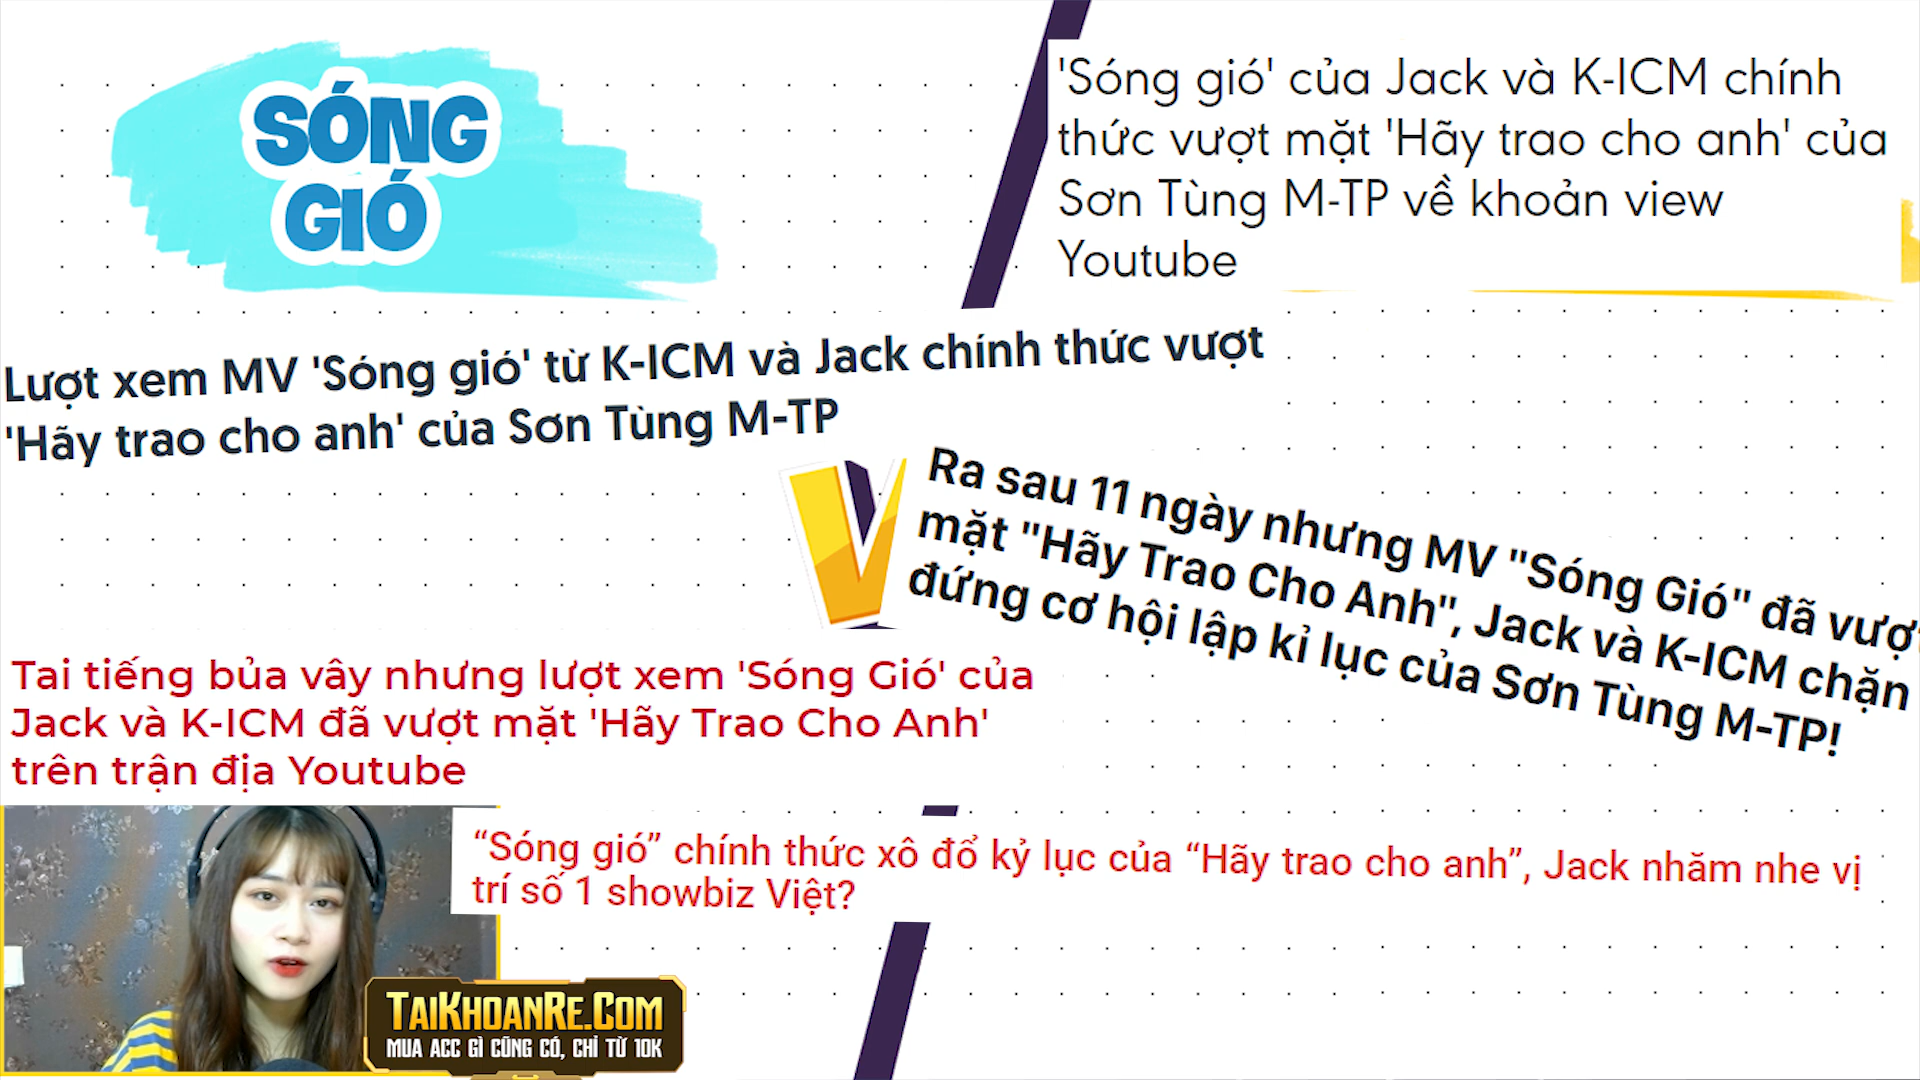 SÓNG
GIÓ
'Sóng gió' của Jack và K-ICM chính
thức vượt mặt 'Hãy trao cho anh' của
Sơn Tùng M-TP về khoản view
Youtube
Lượt xem MV 'Sóng gió' từ K-ICM và Jack chính thức vượt
'Hãy trao cho anh' của Sơn Tùng M-TP
V
Ra sau 11 ngày nhưng MV "Sóng Gió" đã vượt
mặt "Hãy Trao Cho Anh", Jack và K-ICM chặn
đứng cơ hội lập kỉ lục của Sơn Tùng M-TP!
Tai tiếng bủa vây nhưng lượt xem 'Sóng Gió' của
Jack và K-ICM đã vượt mặt 'Hãy Trao Cho Anh'
trên trận địa Youtube
“Sóng gió” chính thức xô đổ kỷ lục của “Hãy trao cho anh”, Jack nhăm nhe vị
trí số 1 showbiz Việt?
TAIKHOANRE.COM
MUA ACC GÌ CŨNG CÓ, CHỈ TỪ 10K